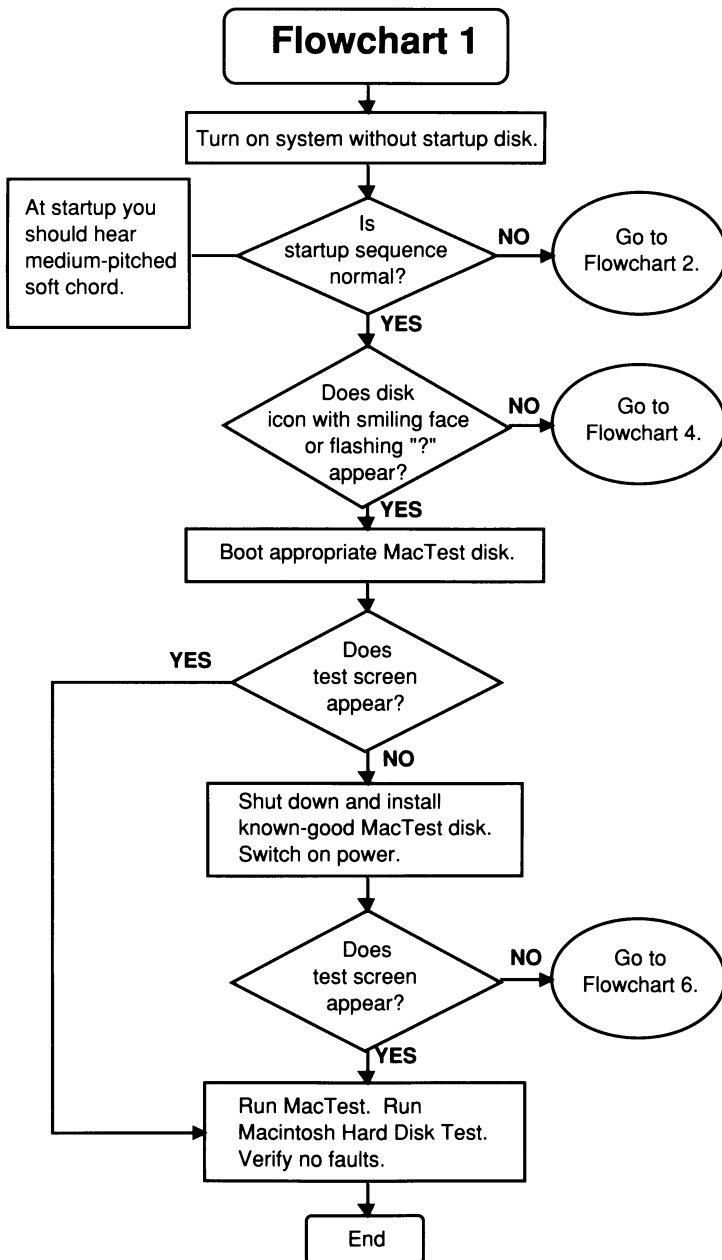 Flowchart 1
Turn on system without startup disk.
At startup you
should hear
medium-pitched
soft chord.
Is
startup sequence
normal?
NO
Go to
Flowchart 2.
YES
Does disk
icon with smiling face
or flashing "?"
appear?
NO
Go to
Flowchart 4.
YES
Boot appropriate MacTest disk.
Does
test screen
appear?
YES
NO
Shut down and install
known-good MacTest disk.
Switch on power.
Does
test screen
appear?
NO
Go to
Flowchart 6.
YES
Run MacTest. Run
Macintosh Hard Disk Test.
Verify no faults.
End